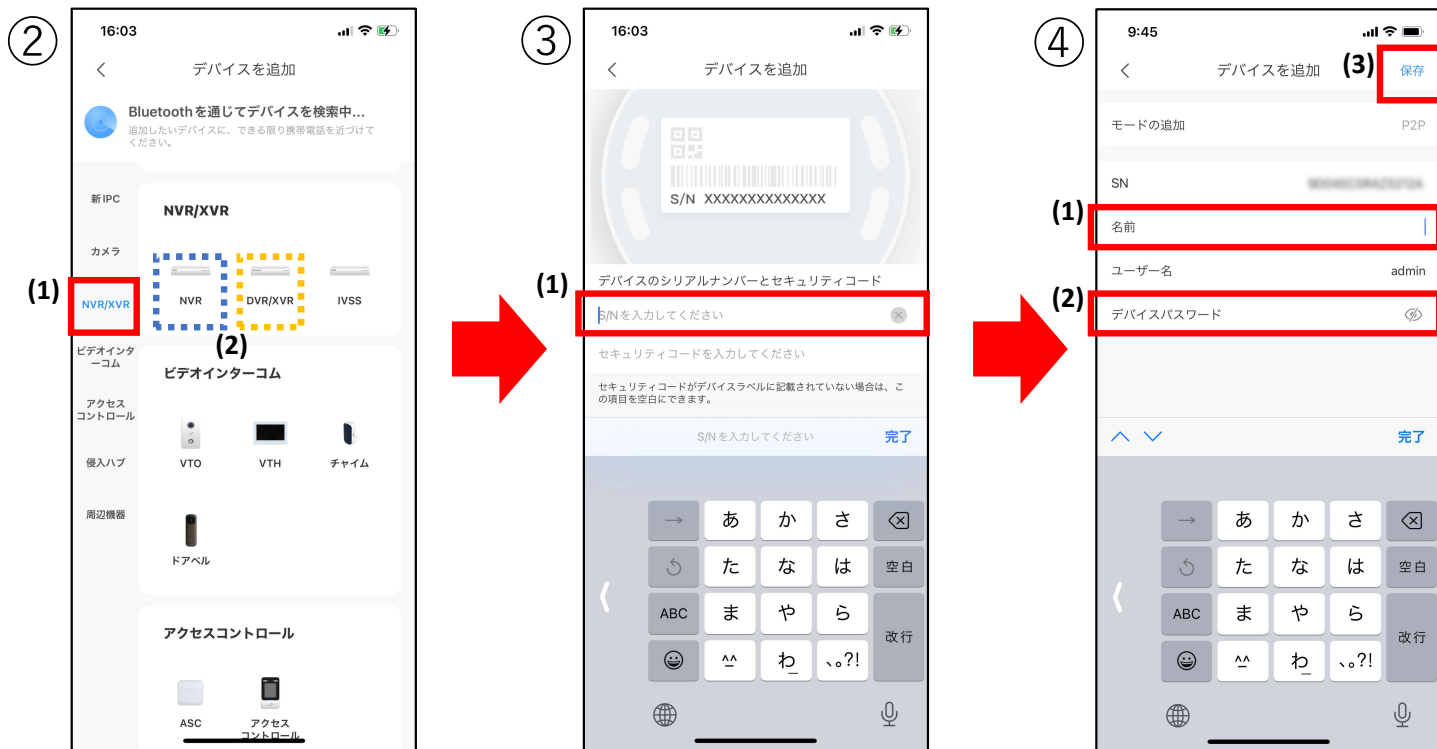 ②
16:03
デバイスを追加
Bluetoothを通じてデバイスを検索中...
追加したいデバイスに、できる限り携帯電話を近づけて
ください。
新IPC
カメラ
(1)
NVR/XVR
ビデオインタ
ーコム
アクセス
コントロール
侵入ハブ
周辺機器
NVR/XVR
NVR
DVR/XVR
IVSS
(2)
ビデオインターコム
VTO
VTH
チャイム
ドアベル
アクセスコントロール
ASC
アクセス
コントロール
③
16:03
デバイスを追加
S/N XXXXXXXXXXXXXX
デバイスのシリアルナンバーとセキュリティコード
(1)
S/Nを入力してください
セキュリティコードを入力してください
セキュリティコードがデバイスラベルに記載されていない場合は、こ
の項目を空白にできます。
S/Nを入力してください
完了
→ あ か さ
た な は 空白
ABC ま や ら 改行
^^ わ_ 、。?!
④
9:45
デバイスを追加
(3)
保存
モードの追加 P2P
SN
(1)
名前
ユーザー名 admin
(2)
デバイスパスワード
完了
→ あ か さ
た な は 空白
ABC ま や ら 改行
^^ わ_ 、。?!